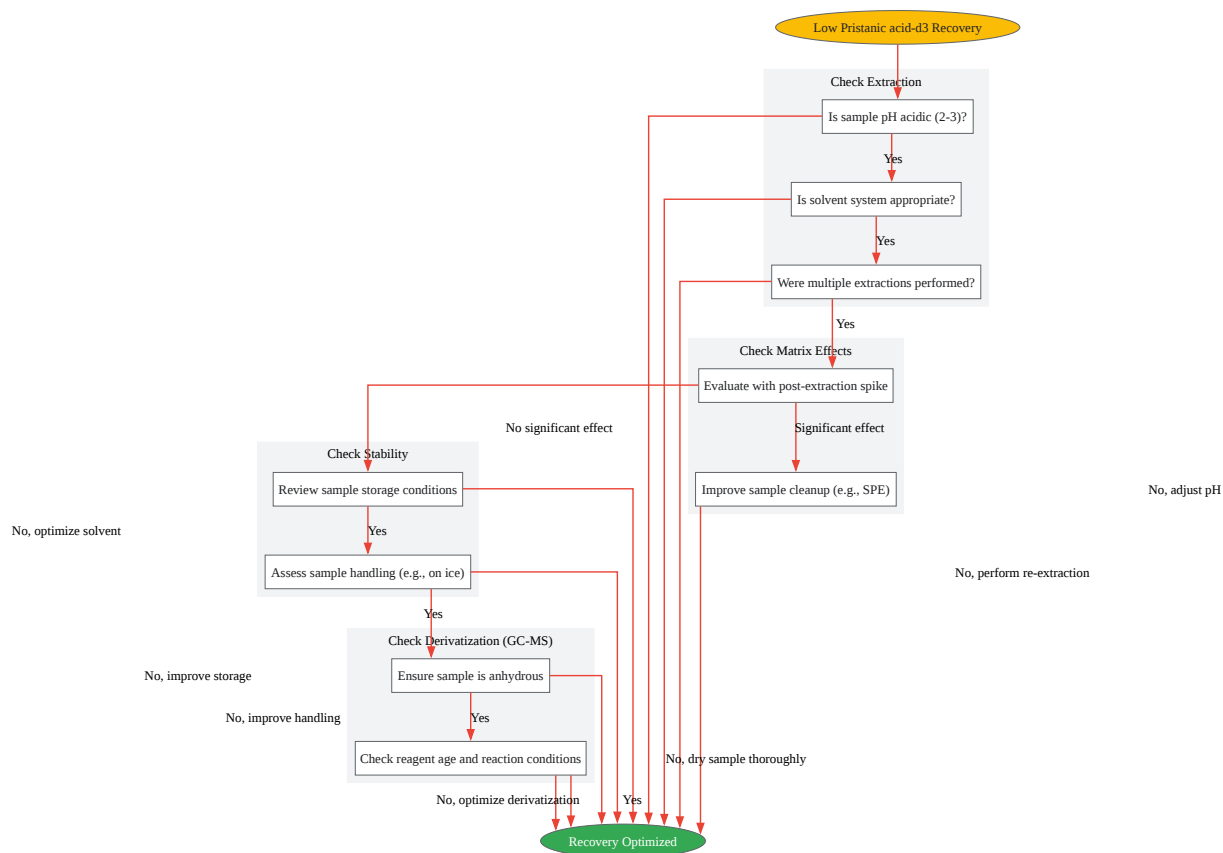 Low Pristanic acid-d3 Recovery
Check Extraction
Is sample pH acidic (2-3)?
Yes
Is solvent system appropriate?
Yes
Were multiple extractions performed?
Yes
Check Matrix Effects
Evaluate with post-extraction spike
No significant effect
Significant effect
Check Stability
Review sample storage conditions
Improve sample cleanup (e.g., SPE)
No, adjust pH
No, optimize solvent
Yes
Assess sample handling (e.g., on ice)
No, perform re-extraction
Yes
Check Derivatization (GC-MS)
No, improve storage
Ensure sample is anhydrous
No, improve handling
Yes
Check reagent age and reaction conditions
No, dry sample thoroughly
No, optimize derivatization
Yes
Recovery Optimized